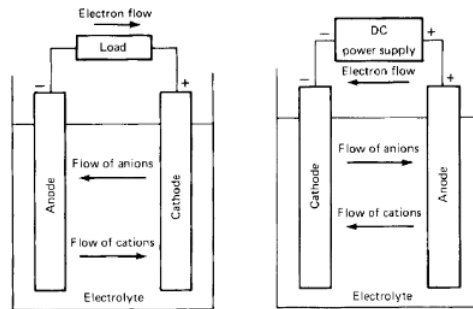 Electron flow
Load
−
+
Anode
Flow of anions
Flow of cations
Cathode
Electrolyte
DC
power supply
−
+
Electron flow
Cathode
Flow of anions
Flow of cations
Anode
Electrolyte